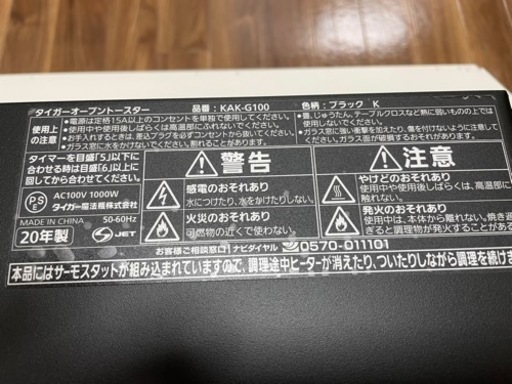 タイガーオーブントースター 品番：KAK-G100 色柄：ブラック K
使用上の注意
●電源は定格15A以上のコンセントを単独で使用してください。
●使用中や使用後しばらくは高温部にふれないでください。
●お手入れするときは、差込プラグを必ずコンセントから抜いてください。
●ガラス窓に水をかけないでください。
●畳、じゅうたん、テーブルクロスなど熱に弱いものの上では使用しないでください。
●ガラス窓に強い衝撃を加えたり、傷を付けないでください。
ガラス窓が破損するおそれがあります。
タイマーを目盛「5」以下に
合わせる時は目盛「6」以上に
回してから合わせてください。
PSE AC100V 1000W
タイガー魔法瓶株式会社
MADE IN CHINA 50-60Hz
20年製 S JET
警告
感電のおそれあり
水につけたり、水をかけたりしない。
火災のおそれあり
可燃物の近くで使わない。
注意
やけどのおそれあり
使用中や使用後しばらくは、高温部に
発火のおそれあり
使用中は、本体から離れない。焼き過
ぎると調理物が発火することあり。
お客様ご相談窓口 ナビダイヤル 0570-011101
本品にはサーモスタットが組み込まれていますので、調理途中ヒーターが消えたり、ついたりしながら調理を続け